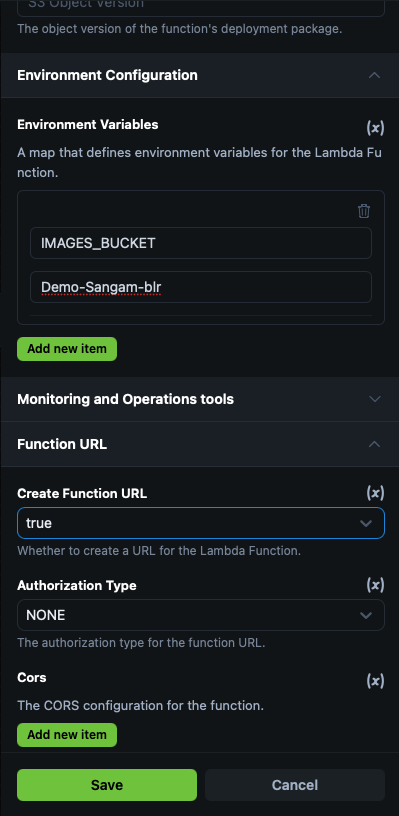 S3 Object Version
The object version of the function's deployment package.
Environment Configuration
Environment Variables
(x)
A map that defines environment variables for the Lambda Fu
nction.
IMAGES_BUCKET
Demo-Sangam-blr
Add new item
Monitoring and Operations tools
Function URL
Create Function URL
(x)
true
Whether to create a URL for the Lambda Function.
Authorization Type
(x)
NONE
The authorization type for the function URL.
Cors
(x)
The CORS configuration for the function.
Add new item
Save
Cancel